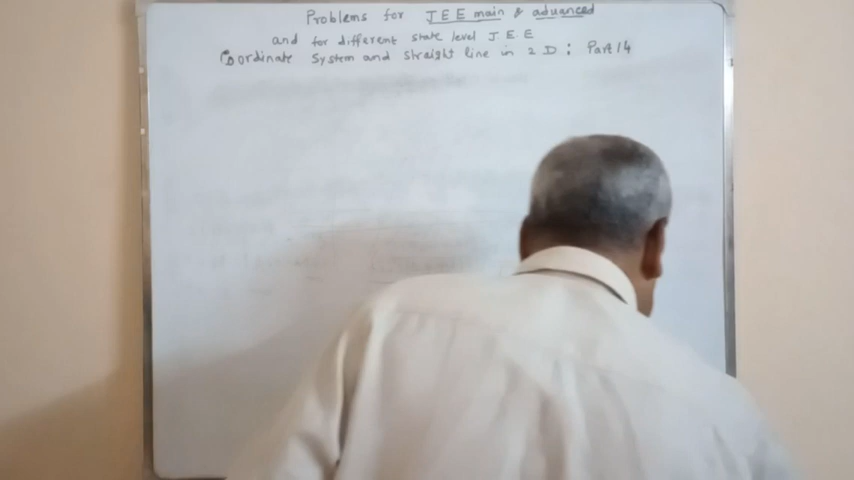 Problems for JEE main & advanced
and for different state level JEE
Coordinate System and Straight line in 2D: Part 14